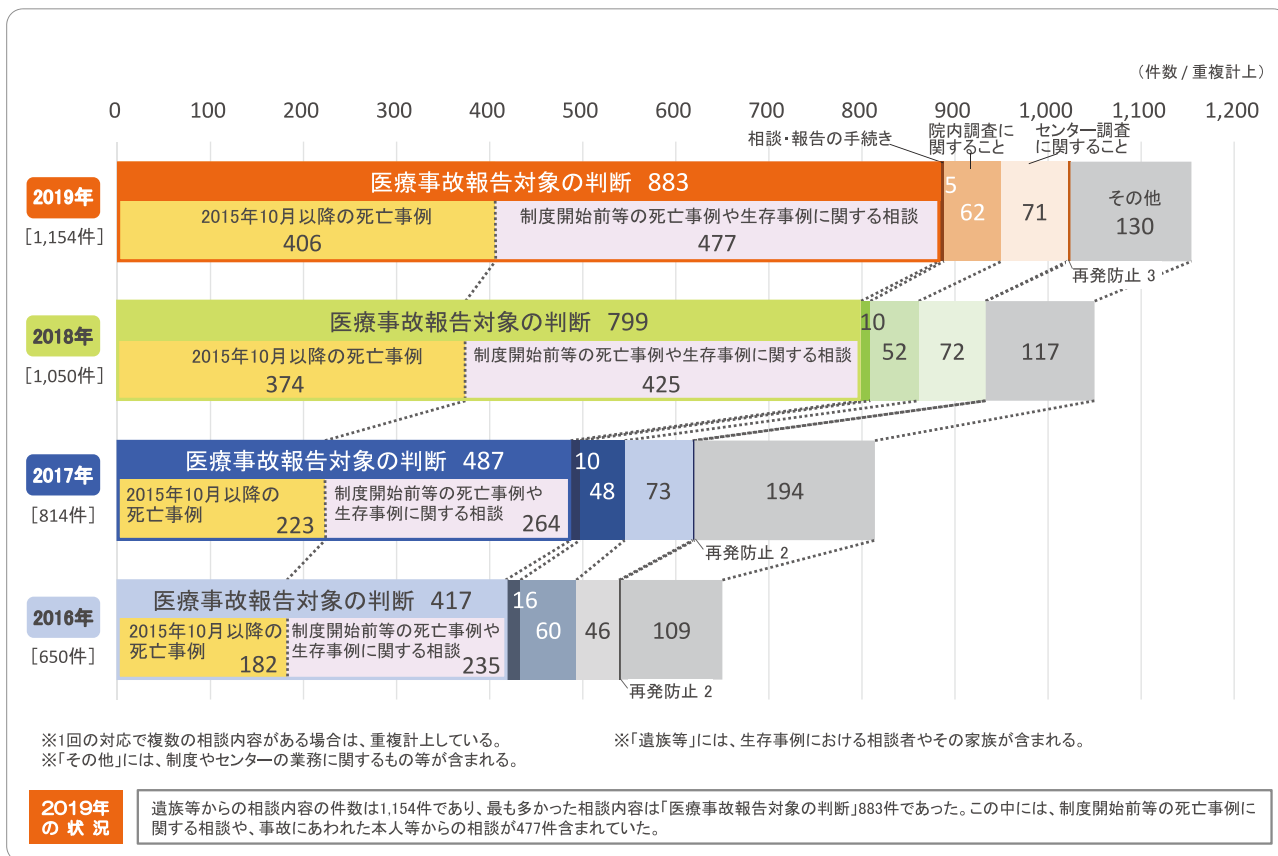 （件数 / 重複計上）
0 100 200 300 400 500 600 700 800 900 1,000 1,100 1,200
相談・報告の手続き
院内調査に
関すること
センター調査
に関すること
2019年
［1,154件］
医療事故報告対象の判断 883
2015年10月以降の死亡事例
406
制度開始前等の死亡事例や生存事例に関する相談
477
5
62
71
その他
130
再発防止 3
2018年
［1,050件］
医療事故報告対象の判断 799
2015年10月以降の死亡事例
374
制度開始前等の死亡事例や生存事例に関する相談
425
10
52
72
117
2017年
［814件］
医療事故報告対象の判断 487
2015年10月以降の
死亡事例 223
制度開始前等の死亡事例や
生存事例に関する相談 264
10
48
73
194
再発防止 2
2016年
［650件］
医療事故報告対象の判断 417
2015年10月以降の
死亡事例 182
制度開始前等の死亡事例や
生存事例に関する相談 235
16
60
46
109
再発防止 2
※1回の対応で複数の相談内容がある場合は、重複計上している。
※「その他」には、制度やセンターの業務に関するもの等が含まれる。
※「遺族等」には、生存事例における相談者やその家族が含まれる。
2019年
の 状 況
遺族等からの相談内容の件数は1,154件であり、最も多かった相談内容は「医療事故報告対象の判断」883件であった。この中には、制度開始前等の死亡事例に
関する相談や、事故にあわれた本人等からの相談が477件含まれていた。